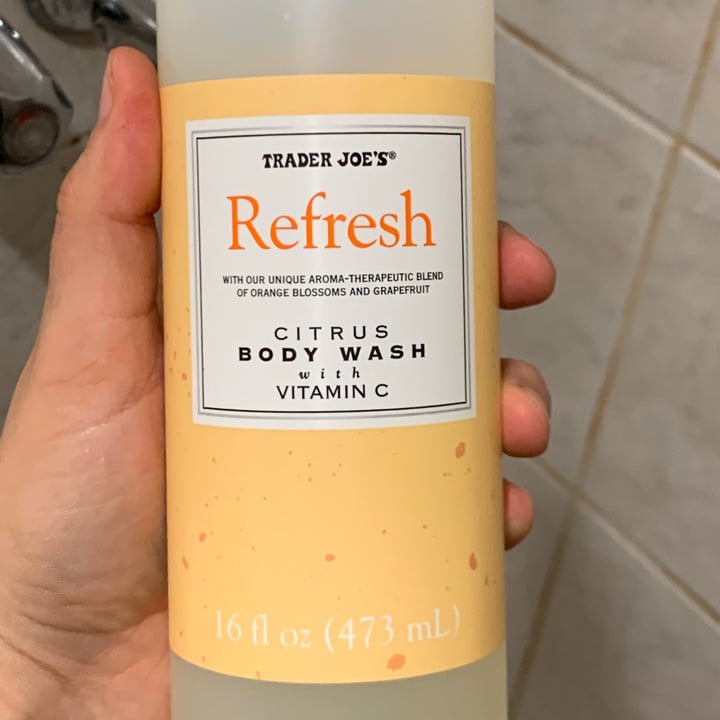 TRADER JOE'S®
Refresh
WITH OUR UNIQUE AROMA-THERAPEUTIC BLEND
OF ORANGE BLOSSOMS AND GRAPEFRUIT
CITRUS
BODY WASH
with
VITAMIN C
16 fl oz (473 mL)